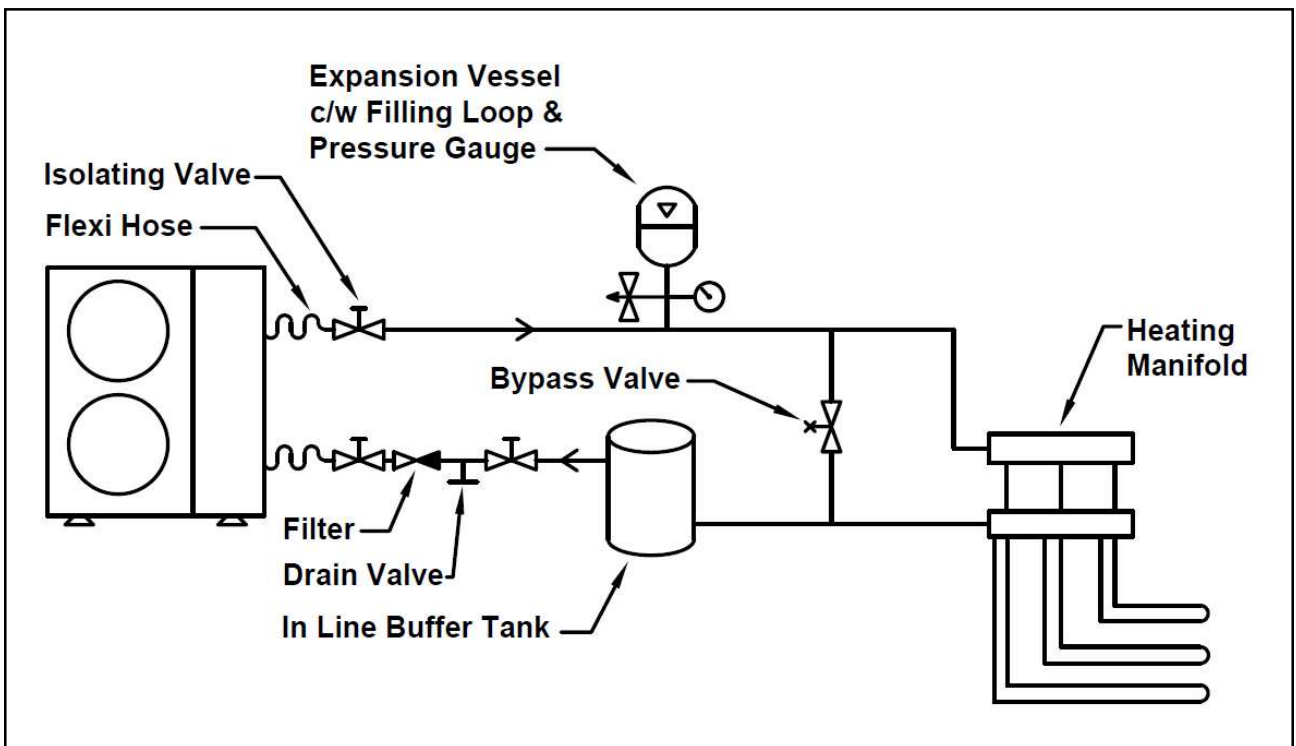 Expansion Vessel
c/w Filling Loop &
Pressure Gauge
Isolating Valve
Flexi Hose
Heating
Manifold
Bypass Valve
Filter
Drain Valve
In Line Buffer Tank